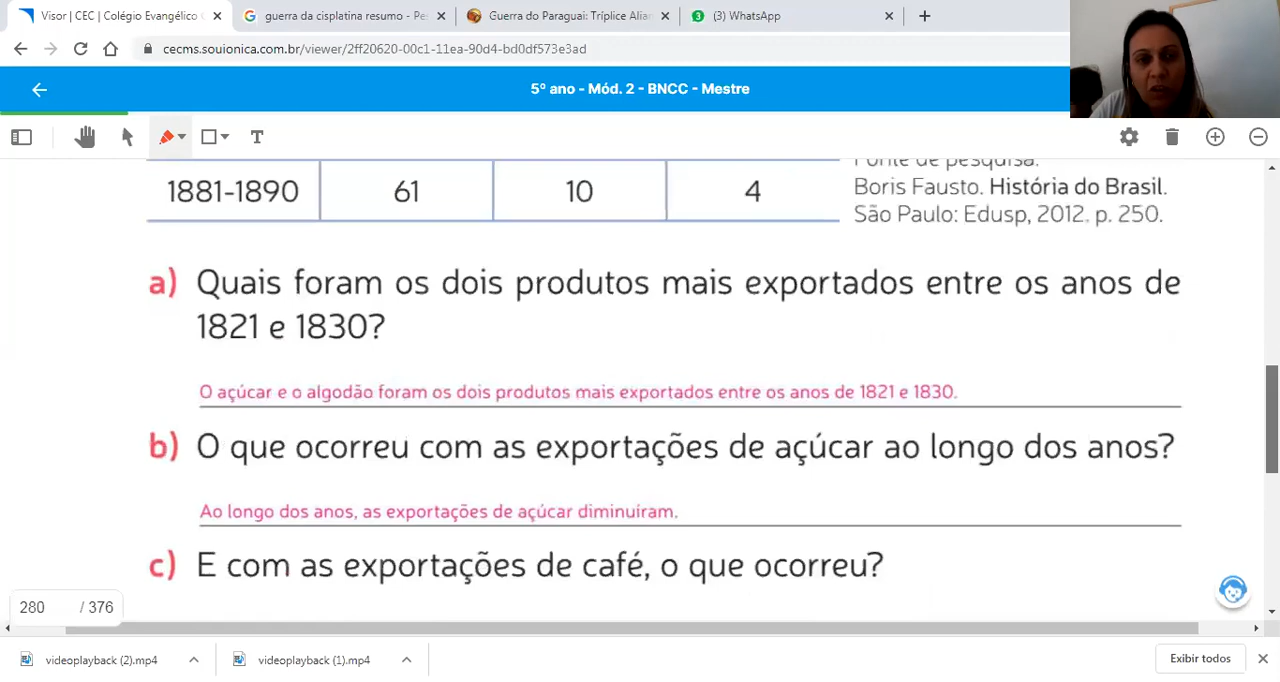 Visor | CEC | Colégio Evangélico
guerra da cisplatina resumo - Pes
Guerra do Paraguai: Tríplice Alian
(3) WhatsApp
cecms.souionica.com.br/viewer/2ff20620-00c1-11ea-90d4-bd0df573e3ad
5º ano - Mód. 2 - BNCC - Mestre
T
Fonte de pesquisa:
1881-1890 61 10 4
Boris Fausto. História do Brasil.
São Paulo: Edusp, 2012. p. 250.
a) Quais foram os dois produtos mais exportados entre os anos de
1821 e 1830?
O açúcar e o algodão foram os dois produtos mais exportados entre os anos de 1821 e 1830.
b) O que ocorreu com as exportações de açúcar ao longo dos anos?
Ao longo dos anos, as exportações de açúcar diminuíram.
c) E com as exportações de café, o que ocorreu?
280 / 376
videoplayback (2).mp4
videoplayback (1).mp4
Exibir todos